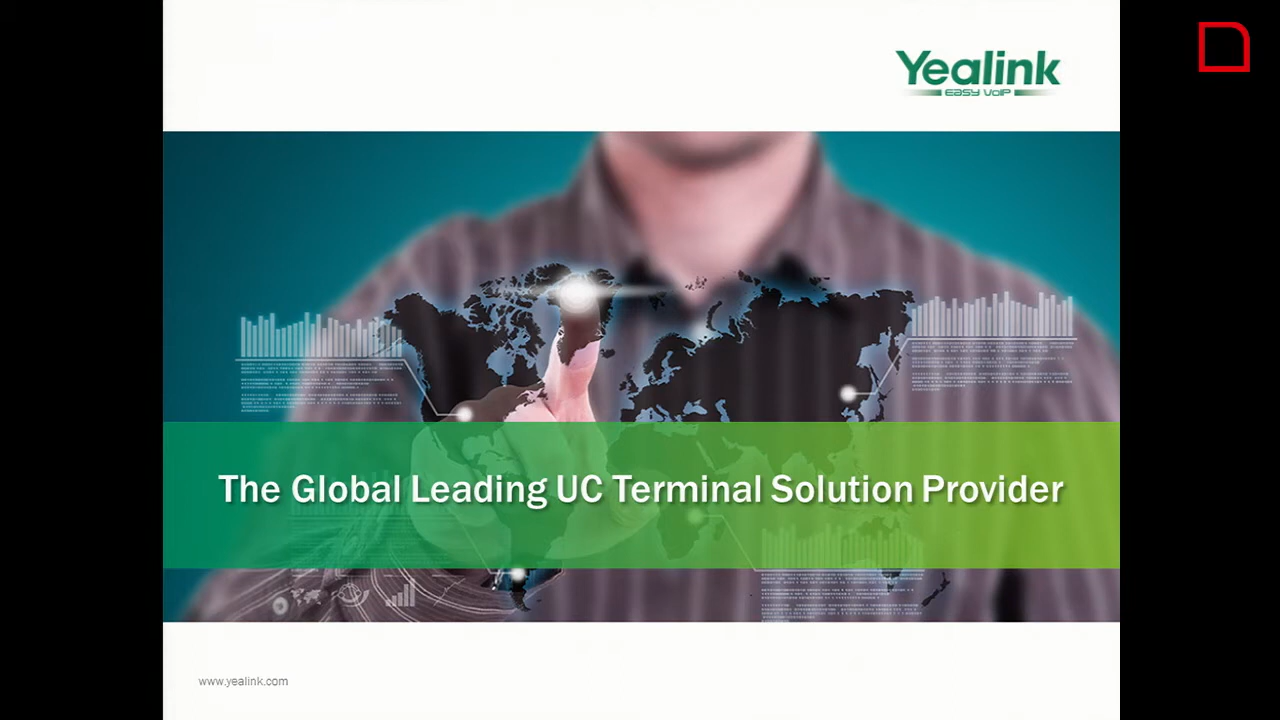 Yealink
EASY VoIP
The Global Leading UC Terminal Solution Provider
www.yealink.com